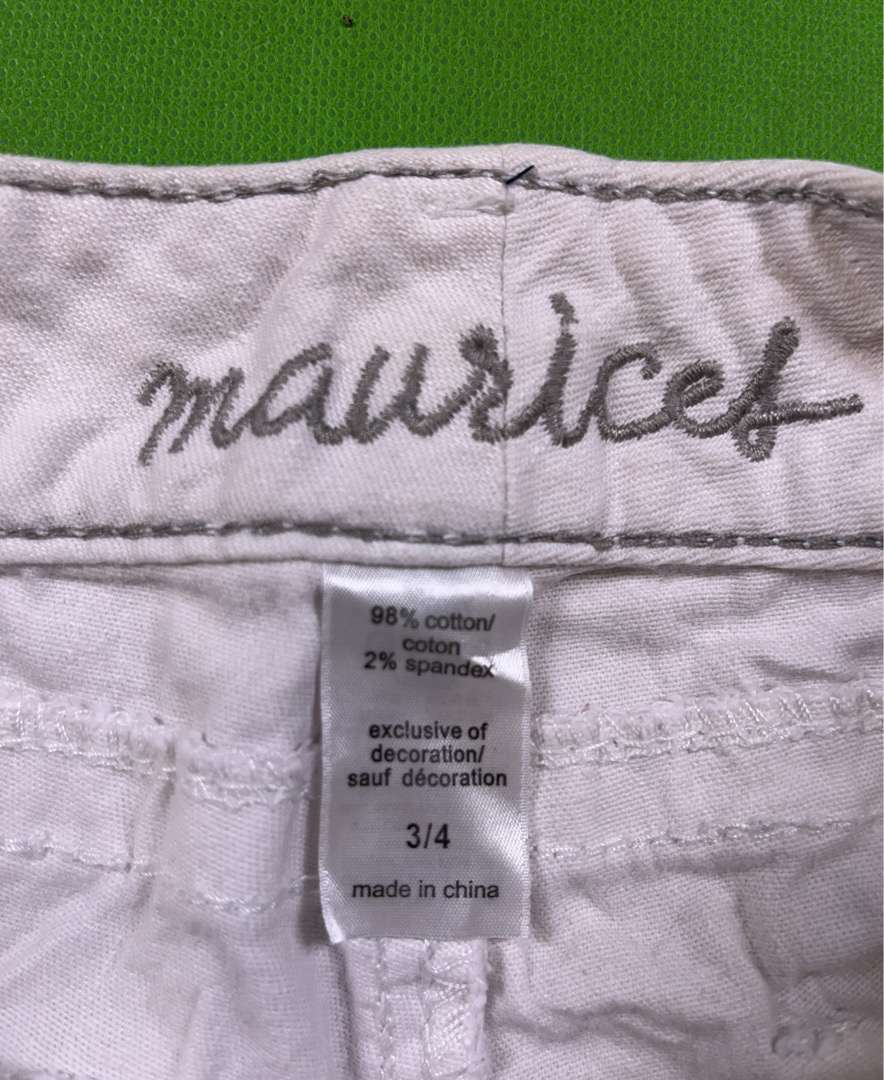 maurices
98% cotton/
coton
2% spandex
exclusive of
decoration/
sauf décoration
3/4
made in china